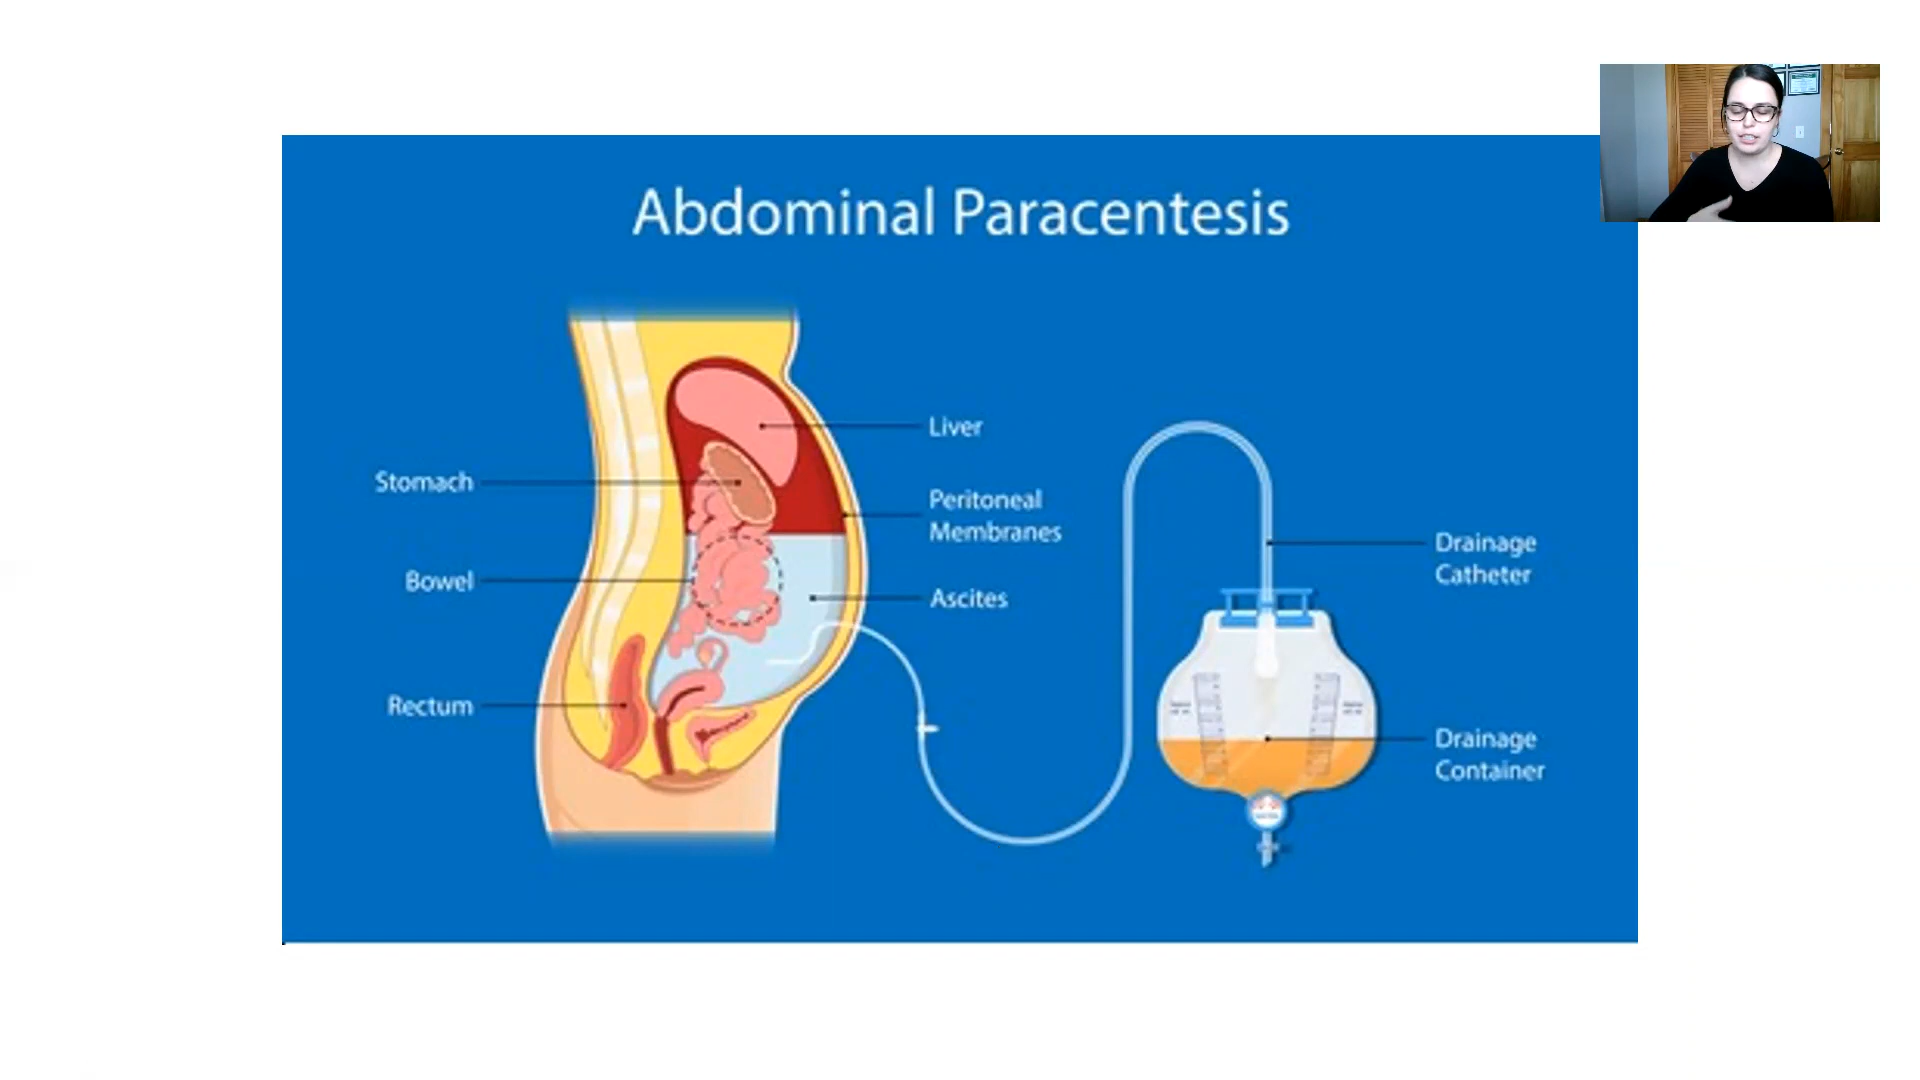 Abdominal Paracentesis
Liver
Stomach
Peritoneal
Membranes
Drainage
Catheter
Bowel
Ascites
Rectum
Drainage
Container